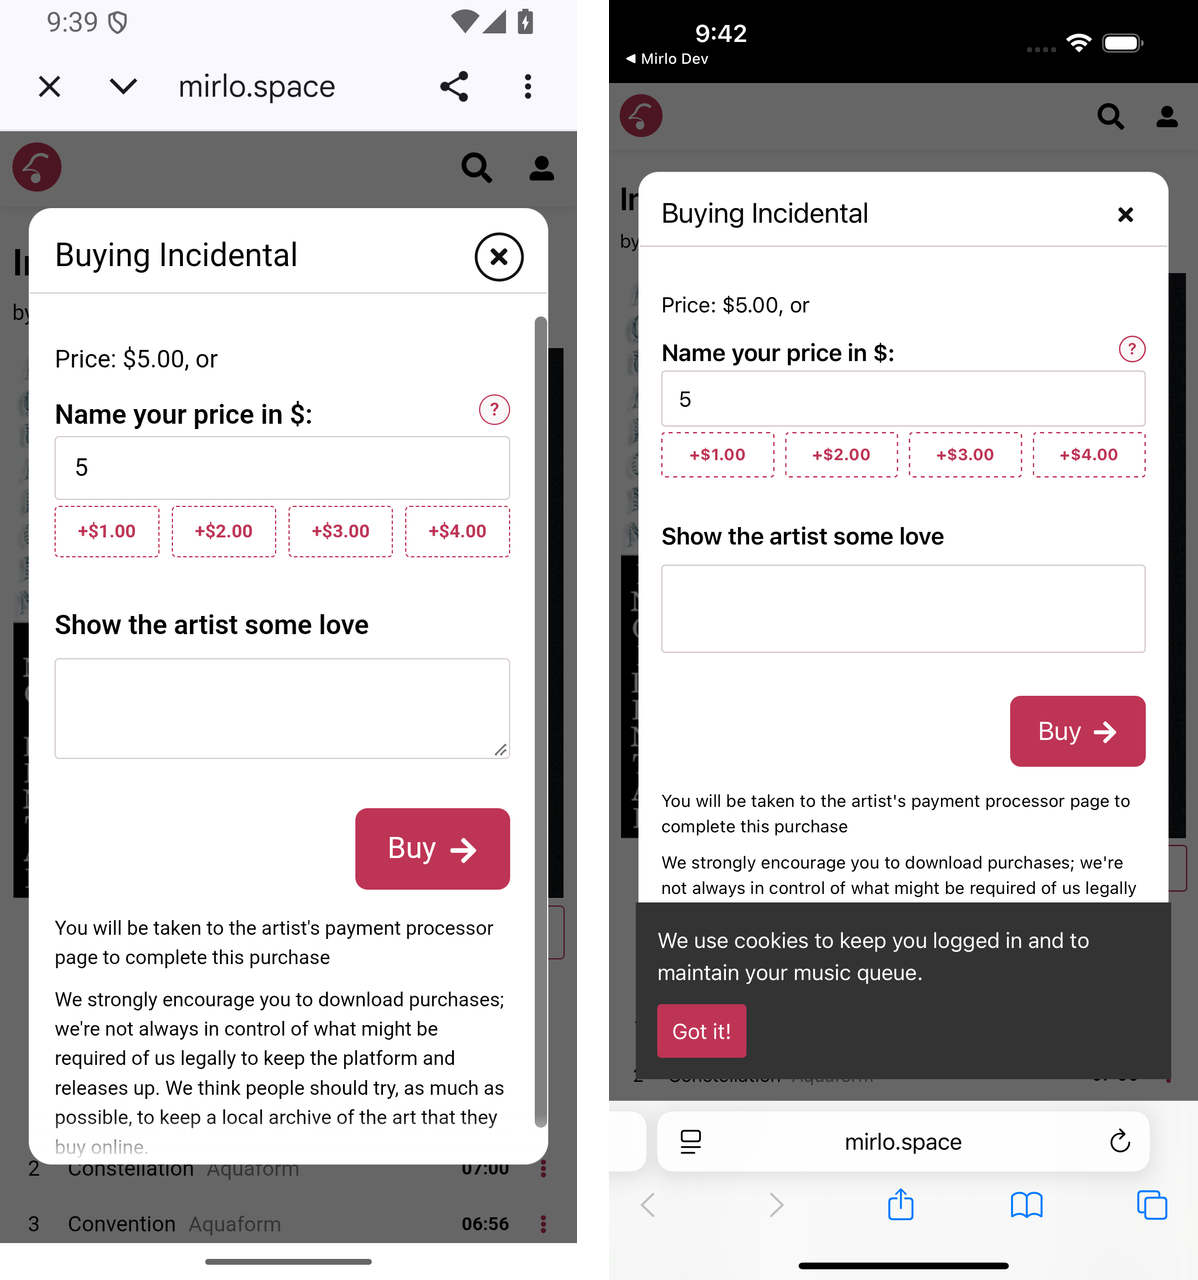 9:39
mirlo.space
Buying Incidental
Price: $5.00, or
Name your price in $:
?
5
+$1.00
+$2.00
+$3.00
+$4.00
Show the artist some love
Buy
You will be taken to the artist's payment processor
page to complete this purchase
We strongly encourage you to download purchases;
we're not always in control of what might be
required of us legally to keep the platform and
releases up. We think people should try, as much as
possible, to keep a local archive of the art that they
buy online.
2 Constellation Aquaform 07:00
3 Convention Aquaform 06:56
9:42
Mirlo Dev
by
Buying Incidental
Price: $5.00, or
Name your price in $:
?
5
+$1.00
+$2.00
+$3.00
+$4.00
Show the artist some love
Buy
You will be taken to the artist's payment processor page to
complete this purchase
We strongly encourage you to download purchases; we're
not always in control of what might be required of us legally
We use cookies to keep you logged in and to
maintain your music queue.
Got it!
2 Constellation Aquaform 07:00
mirlo.space